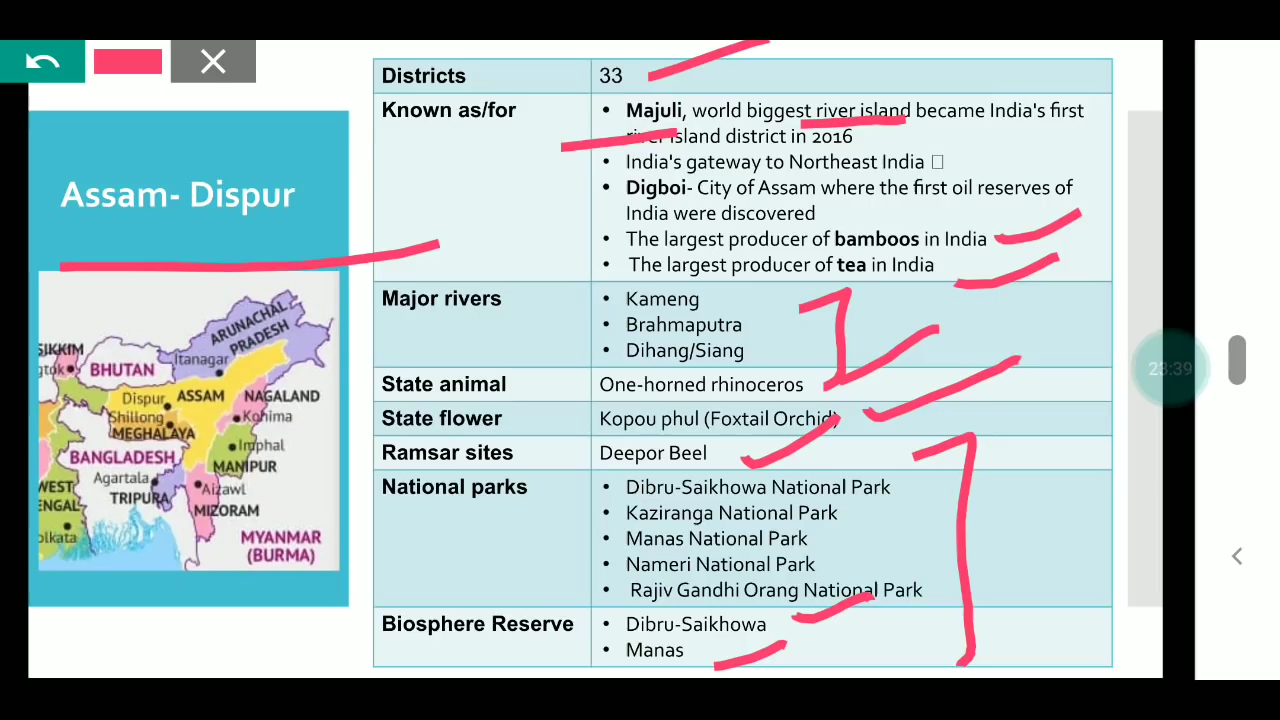 Assam- Dispur
ARUNACHAL
PRADESH
SIKKIM
gtok
BHUTAN
Itanagar
Dispur
ASSAM
NAGALAND
Shillong
Kohima
MEGHALAYA
Imphal
BANGLADESH
MANIPUR
Agartala
WEST
Aizawl
TRIPURA
ENGAL
MIZORAM
olkata
MYANMAR
(BURMA)
Districts 33
Known as/for • Majuli, world biggest river island became India's first
river island district in 2016
• India's gateway to Northeast India □
• Digboi- City of Assam where the first oil reserves of
India were discovered
• The largest producer of bamboos in India
• The largest producer of tea in India
Major rivers • Kameng
• Brahmaputra
• Dihang/Siang
State animal One-horned rhinoceros
State flower Kopou phul (Foxtail Orchid)
Ramsar sites Deepor Beel
National parks • Dibru-Saikhowa National Park
• Kaziranga National Park
• Manas National Park
• Nameri National Park
• Rajiv Gandhi Orang National Park
Biosphere Reserve • Dibru-Saikhowa
• Manas
23:39